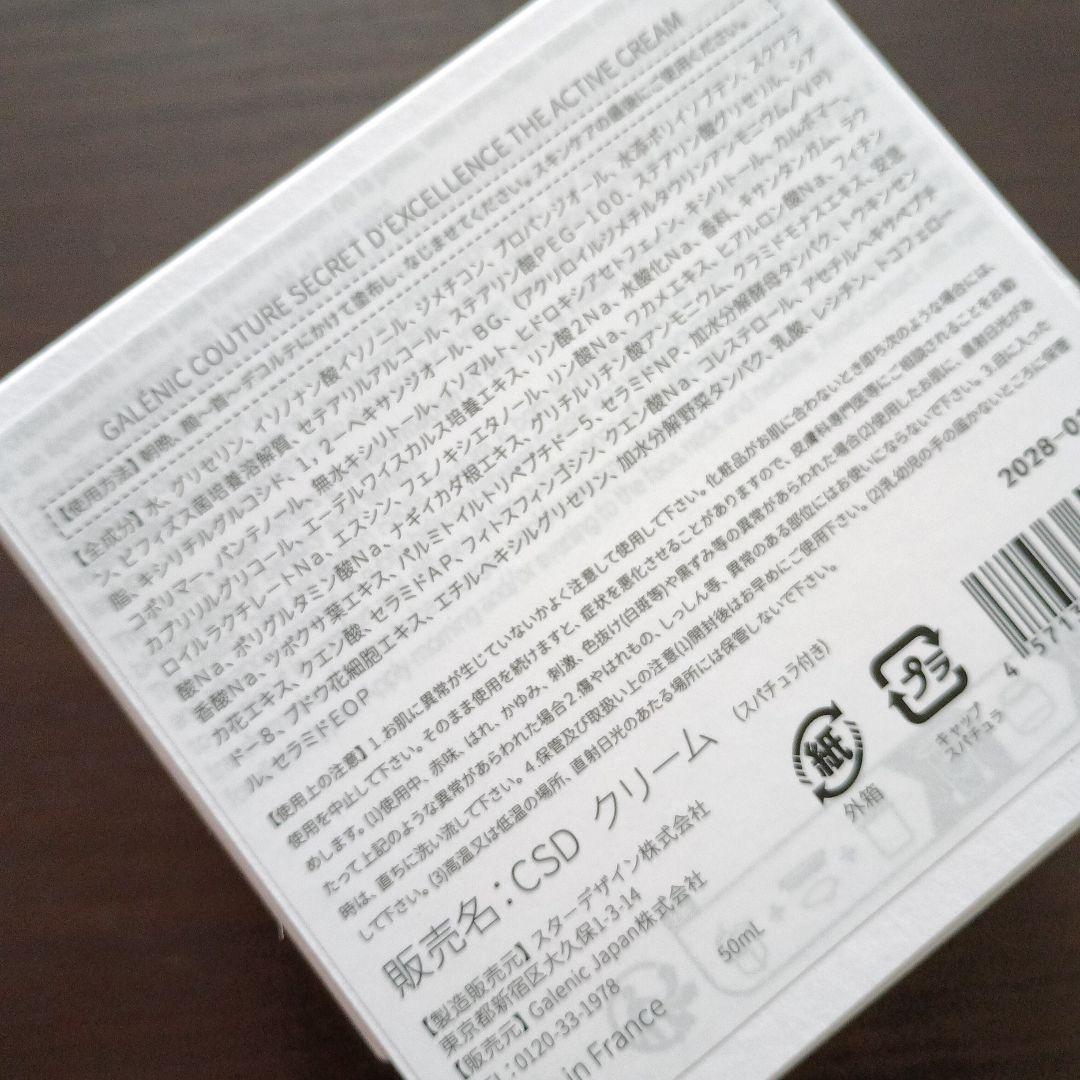 GALÉNIC COUTURE SECRET D'EXCELLENCE THE ACTIVE CREAM
【使用方法】朝晩、顔〜首〜デコルテにかけて塗布し、なじませてください。スキンケアの最後にご使用ください。
【全成分】水、グリセリン、イソノナン酸イソノニル、ジメチコン、プロパンジオール、水添ポリイソブテン、スクワラ
ン、ビフィズス菌培養溶解質、セテアリルアルコール、ステアリン酸PEG-100、ステアリン酸グリセリル、シア
脂、キシリチルグルコシド、1,2-ヘキサンジオール、BG、(アクリロイルジメチルタウリンアンモニウム/VP)
コポリマー、パンテノール、無水キシリトール、イソマルト、ヒドロキシアセトフェノン、キシリトール、カルボマー、
カプリリルグリコール、エーデルワイスカルス培養エキス、リン酸2Na、水酸化Na、香料、キサンタンガム、ラウ
ロイルラクチレートNa、エスシン、フェノキシエタノール、リン酸Na、ワカメエキス、ヒアルロン酸Na、フィチン
酸Na、ポリグルタミン酸Na、ナギイカダ根エキス、グリチルリチン酸アンモニウム、クラミドモナスエキス、安息
香酸Na、ツボクサ葉エキス、パルミトイルトリペプチド-5、セラミドNP、加水分解酵母タンパク、トウキンセン
カ花エキス、クエン酸、セラミドAP、フィトスフィンゴシン、クエン酸Na、コレステロール、アセチルヘキサペプチ
ド-8、ブドウ花細胞エキス、エチルヘキシルグリセリン、加水分解野菜タンパク、乳酸、レシチン、トコフェロー
ル、セラミドEOP
【使用上の注意】1.お肌に異常が生じていないかよく注意して使用して下さい。化粧品がお肌に合わないとき即ち次のような場合には、
使用を中止して下さい。そのまま使用を続けますと、症状を悪化させることがありますので、皮膚科専門医等にご相談されることをお勧
めします。(1)使用中、赤味、はれ、かゆみ、刺激、色抜け(白斑等)や黒ずみ等の異常があらわれた場合(2)使用したお肌に、直射日光があ
たって上記のような異常があらわれた場合2.傷やはれもの、しっしん等、異常のある部位にはお使いにならないで下さい。3.目に入った
時は、直ちに洗い流して下さい。4.保管及び取扱い上の注意(1)開封後はお早めにご使用下さい。(2)乳幼児の手の届かないところに保管
して下さい。(3)高温又は低温の場所、直射日光のあたる場所には保管しないで下さい。
販売名:CSD クリーム
(スパチュラ付き)
【製造販売元】スターデザイン株式会社
東京都新宿区大久保1-3-14
【販売元】Galenic Japan株式会社
TEL:0120-33-1978
in France
2028-0
4 571
紙
外箱
プラ
キャップ
スパチュラ
50mL